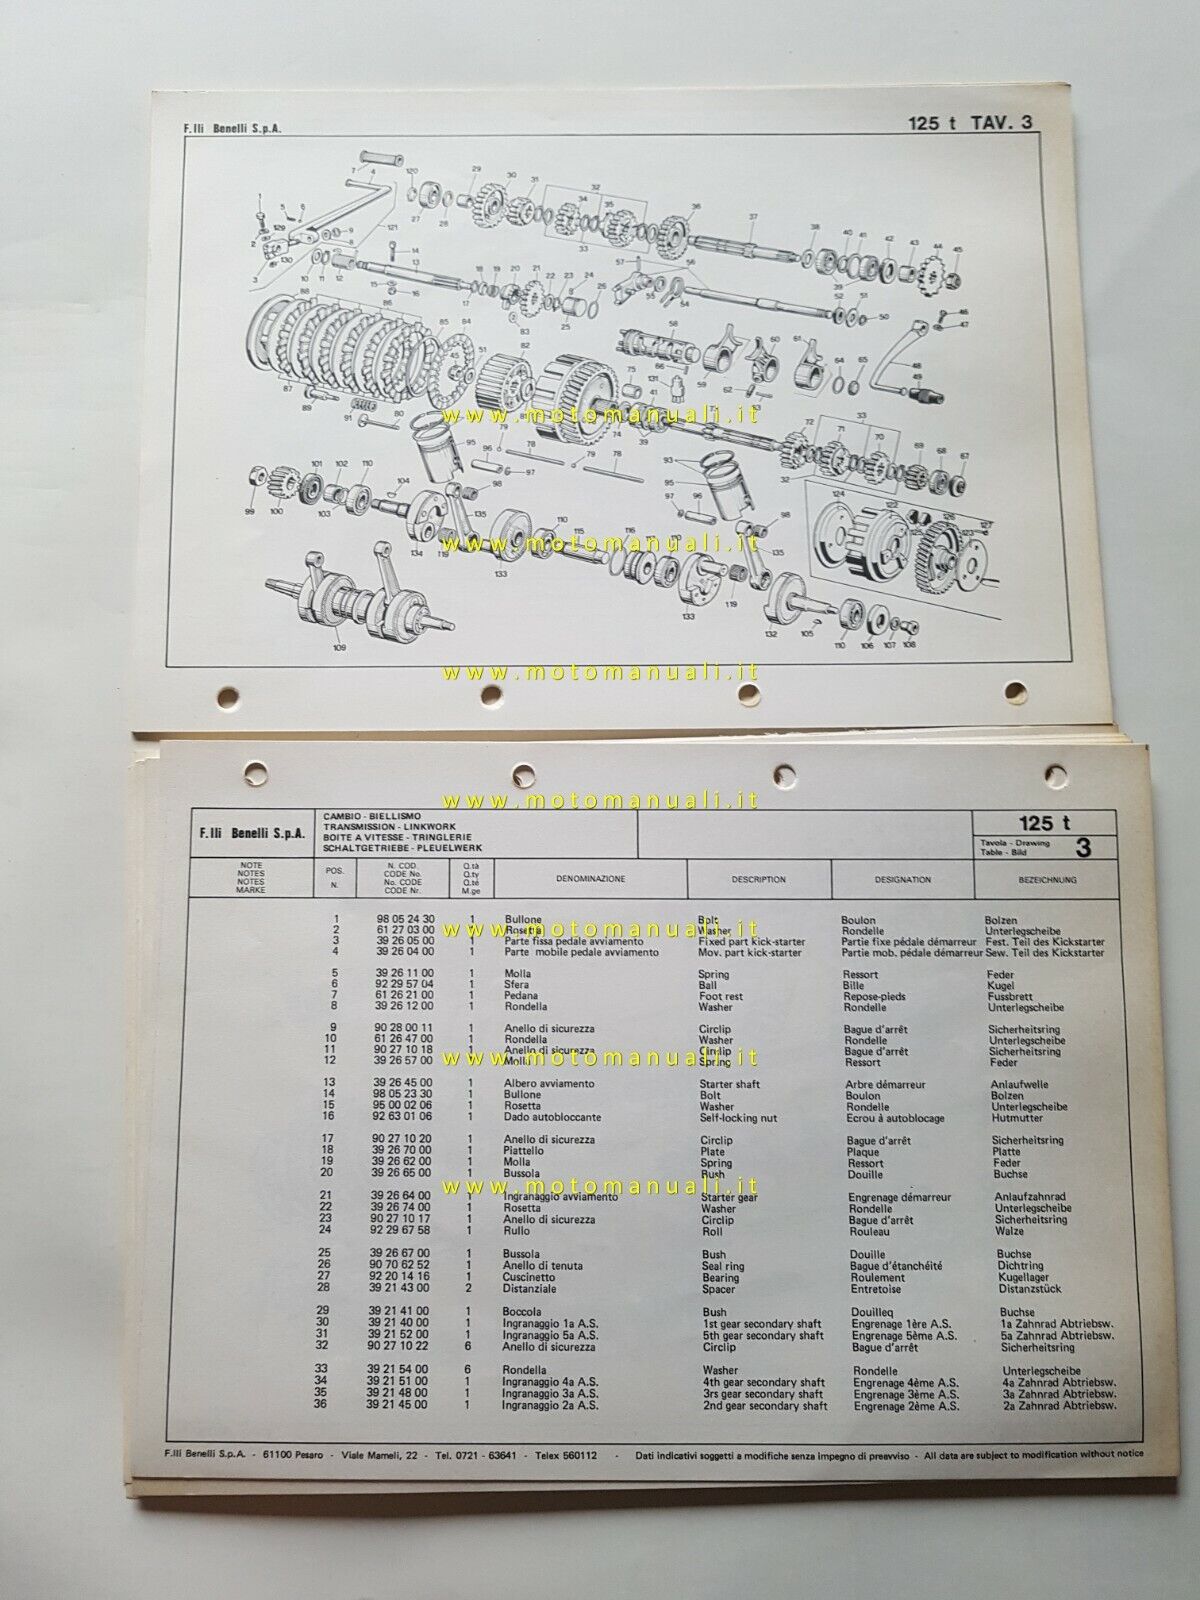 F.lli Benelli S.p.A.
125 t TAV. 3
www.motomanuali.it
www.motomanuali.it
www.motomanuali.it
www.motomanuali.it
www.motomanuali.it
www.motomanuali.it
www.motomanuali.it
www.motomanuali.it
www.motomanuali.it
F.lli Benelli S.p.A.
CAMBIO - BIELLISMO
TRANSMISSION - LINKWORK
BOITE A VITESSE - TRINGLERIE
SCHALTGETRIEBE - PLEUELWERK
125 t
Tavola - Drawing
Table - Bild
3
NOTE
NOTES
NOTES
MARKE
POS.
N.
N. COD.
CODE No.
No. CODE
CODE Nr.
Q.tà
Q.ty
Q.té
M.ge
DENOMINAZIONE
DESCRIPTION
DESIGNATION
BEZEICHNUNG
1 98 05 24 30 1 Bullone Bolt Boulon Bolzen
2 61 27 03 00 1 Rosetta Washer Rondelle Unterlegscheibe
3 39 26 05 00 1 Parte fissa pedale avviamento Fixed part kick-starter Partie fixe pédale démarreur Fest. Teil des Kickstarter
4 39 26 04 00 1 Parte mobile pedale avviamento Mov. part kick-starter Partie mob. pédale démarreur Sew. Teil des Kickstarter
5 39 26 11 00 1 Molla Spring Ressort Feder
6 92 29 57 04 1 Sfera Ball Bille Kugel
7 61 26 21 00 1 Pedana Foot rest Repose-pieds Fussbrett
8 39 26 12 00 1 Rondella Washer Rondelle Unterlegscheibe
9 90 28 00 11 1 Anello di sicurezza Circlip Bague d'arrêt Sicherheitsring
10 61 26 47 00 1 Rondella Washer Rondelle Unterlegscheibe
11 90 27 10 18 1 Anello di sicurezza Circlip Bague d'arrêt Sicherheitsring
12 39 26 57 00 1 Molla Spring Ressort Feder
13 39 26 45 00 1 Albero avviamento Starter shaft Arbre démarreur Anlaufwelle
14 98 05 23 30 1 Bullone Bolt Boulon Bolzen
15 95 00 02 06 1 Rosetta Washer Rondelle Unterlegscheibe
16 92 63 01 06 1 Dado autobloccante Self-locking nut Ecrou à autoblocage Hutmutter
17 90 27 10 20 1 Anello di sicurezza Circlip Bague d'arrêt Sicherheitsring
18 39 26 70 00 1 Piattello Plate Plaque Platte
19 39 26 62 00 1 Molla Spring Ressort Feder
20 39 26 65 00 1 Bussola Bush Douille Buchse
21 39 26 64 00 1 Ingranaggio avviamento Starter gear Engrenage démarreur Anlaufzahnrad
22 39 26 74 00 1 Rosetta Washer Rondelle Unterlegscheibe
23 90 27 10 17 1 Anello di sicurezza Circlip Bague d'arrêt Sicherheitsring
24 92 29 67 58 1 Rullo Roll Rouleau Walze
25 39 26 67 00 1 Bussola Bush Douille Buchse
26 90 70 62 52 1 Anello di tenuta Seal ring Bague d'étanchéité Dichtring
27 92 20 14 16 1 Cuscinetto Bearing Roulement Kugellager
28 39 21 43 00 2 Distanziale Spacer Entretoise Distanzstück
29 39 21 41 00 1 Boccola Bush Douilleq Buchse
30 39 21 40 00 1 Ingranaggio 1a A.S. 1st gear secondary shaft Engrenage 1ère A.S. 1a Zahnrad Abtriebsw.
31 39 21 52 00 1 Ingranaggio 5a A.S. 5th gear secondary shaft Engrenage 5ème A.S. 5a Zahnrad Abtriebsw.
32 90 27 10 22 6 Anello di sicurezza Circlip Bague d'arrêt Sicherheitsring
33 39 21 54 00 6 Rondella Washer Rondelle Unterlegscheibe
34 39 21 51 00 1 Ingranaggio 4a A.S. 4th gear secondary shaft Engrenage 4ème A.S. 4a Zahnrad Abtriebsw.
35 39 21 48 00 1 Ingranaggio 3a A.S. 3rs gear secondary shaft Engrenage 3ème A.S. 3a Zahnrad Abtriebsw.
36 39 21 45 00 1 Ingranaggio 2a A.S. 2nd gear secondary shaft Engrenage 2ème A.S. 2a Zahnrad Abtriebsw.
F.lli Benelli S.p.A. - 61100 Pesaro - Viale Mameli, 22 - Tel. 0721 - 63641 - Telex 560112 - Dati indicativi soggetti a modifiche senza impegno di preavviso - All data are subject to modification without notice